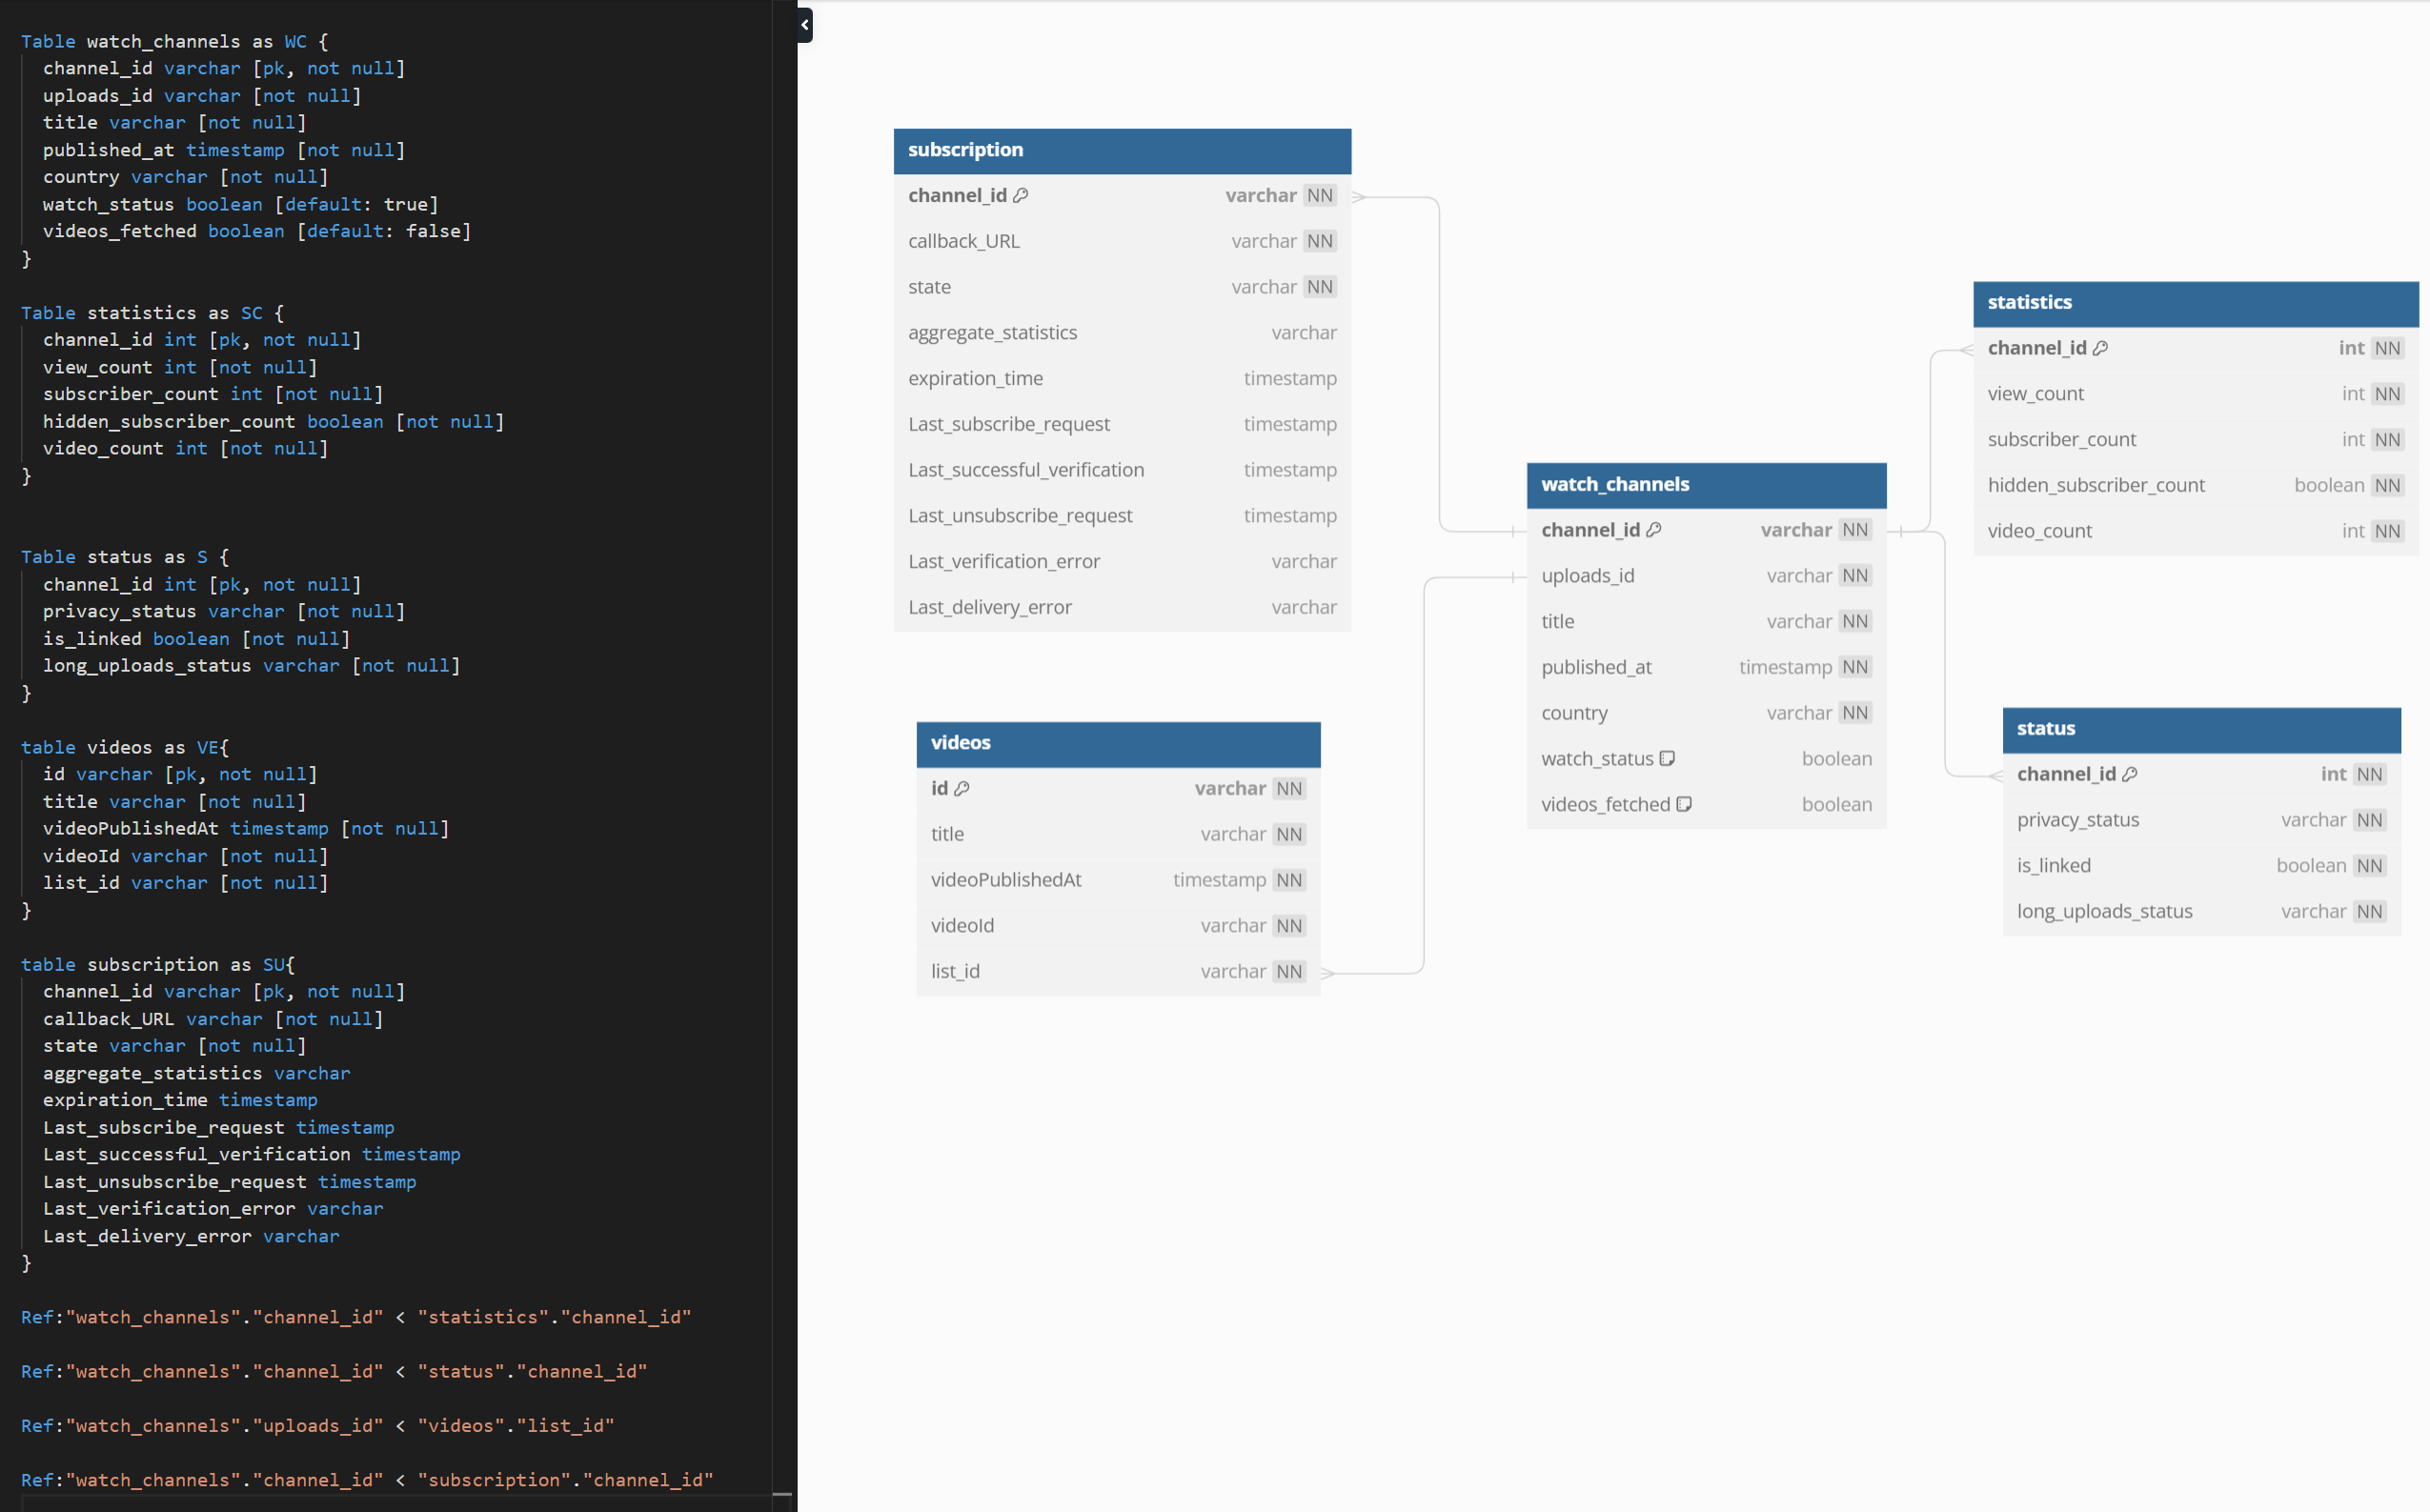 Table watch_channels as WC {
channel_id varchar [pk, not null]
uploads_id varchar [not null]
title varchar [not null]
published_at timestamp [not null]
country varchar [not null]
watch_status boolean [default: true]
videos_fetched boolean [default: false]
}
Table statistics as SC {
channel_id int [pk, not null]
view_count int [not null]
subscriber_count int [not null]
hidden_subscriber_count boolean [not null]
video_count int [not null]
}
Table status as S {
channel_id int [pk, not null]
privacy_status varchar [not null]
is_linked boolean [not null]
long_uploads_status varchar [not null]
}
table videos as VE{
id varchar [pk, not null]
title varchar [not null]
videoPublishedAt timestamp [not null]
videoId varchar [not null]
list_id varchar [not null]
}
table subscription as SU{
channel_id varchar [pk, not null]
callback_URL varchar [not null]
state varchar [not null]
aggregate_statistics varchar
expiration_time timestamp
Last_subscribe_request timestamp
Last_successful_verification timestamp
Last_unsubscribe_request timestamp
Last_verification_error varchar
Last_delivery_error varchar
}
Ref:"watch_channels"."channel_id" < "statistics"."channel_id"
Ref:"watch_channels"."channel_id" < "status"."channel_id"
Ref:"watch_channels"."uploads_id" < "videos"."list_id"
Ref:"watch_channels"."channel_id" < "subscription"."channel_id"
subscription
channel_id varchar NN
callback_URL varchar NN
state varchar NN
aggregate_statistics varchar
expiration_time timestamp
Last_subscribe_request timestamp
Last_successful_verification timestamp
Last_unsubscribe_request timestamp
Last_verification_error varchar
Last_delivery_error varchar
videos
id varchar NN
title varchar NN
videoPublishedAt timestamp NN
videoId varchar NN
list_id varchar NN
watch_channels
channel_id varchar NN
uploads_id varchar NN
title varchar NN
published_at timestamp NN
country varchar NN
watch_status boolean
videos_fetched boolean
statistics
channel_id int NN
view_count int NN
subscriber_count int NN
hidden_subscriber_count boolean NN
video_count int NN
status
channel_id int NN
privacy_status varchar NN
is_linked boolean NN
long_uploads_status varchar NN